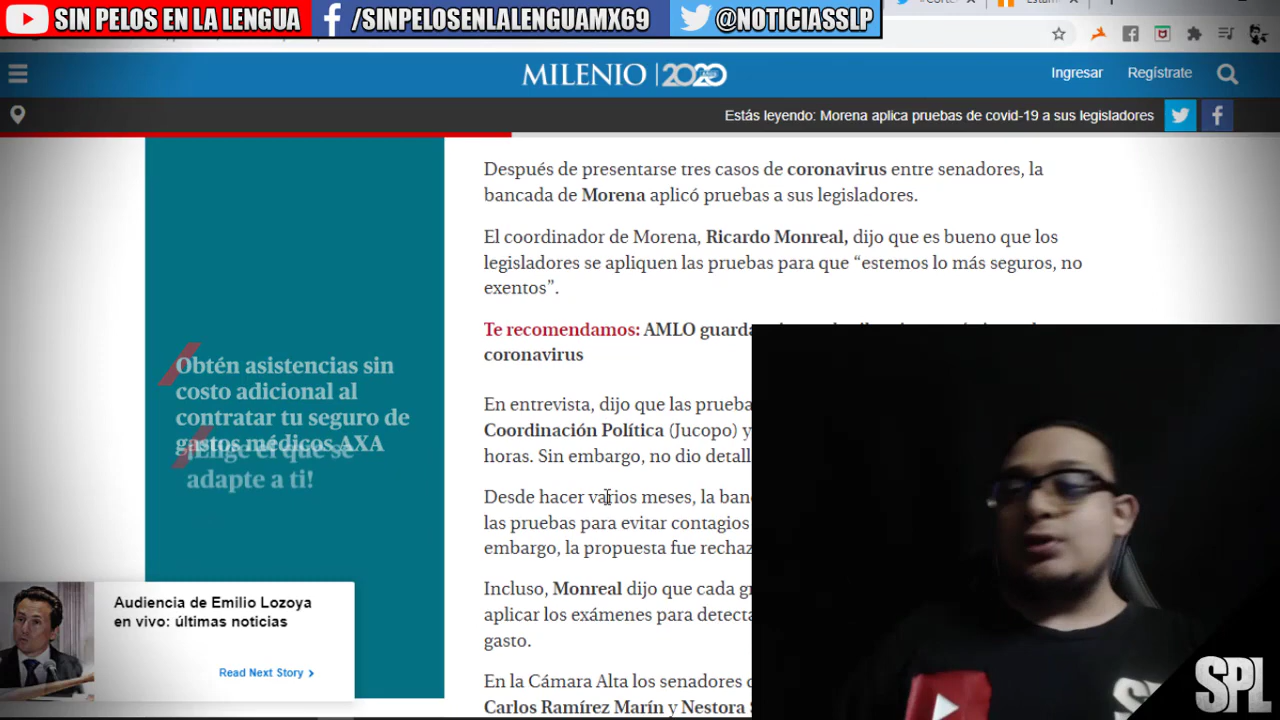 SIN PELOS EN LA LENGUA
/SINPELOSENLALENGUAMX69
@NOTICIASSLP
MILENIO | 2020
Ingresar
Regístrate
Estás leyendo: Morena aplica pruebas de covid-19 a sus legisladores
Después de presentarse tres casos de coronavirus entre senadores, la
bancada de Morena aplicó pruebas a sus legisladores.
El coordinador de Morena, Ricardo Monreal, dijo que es bueno que los
legisladores se apliquen las pruebas para que “estemos lo más seguros, no
exentos”.
Te recomendamos: AMLO guarda
coronavirus
En entrevista, dijo que las prueba
Coordinación Política (Jucopo) y
horas. Sin embargo, no dio detall
Desde hacer varios meses, la ban
las pruebas para evitar contagios
embargo, la propuesta fue rechaz
Incluso, Monreal dijo que cada gr
aplicar los exámenes para detecta
gasto.
En la Cámara Alta los senadores
Carlos Ramírez Marín y Nestora
Obtén asistencias sin
costo adicional al
contratar tu seguro de
gastos médicos AXA
¡Elige el que se
adapte a ti!
Audiencia de Emilio Lozoya
en vivo: últimas noticias
Read Next Story >
SPL